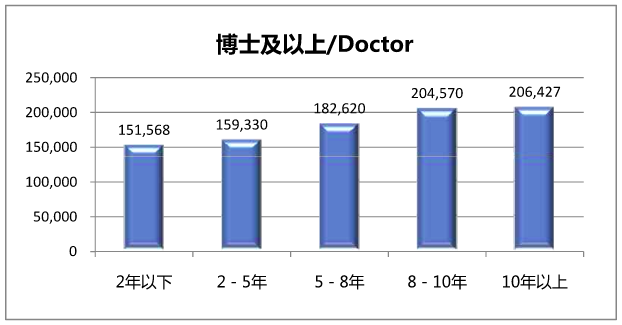 博士及以上/Doctor
250,000
200,000
150,000
100,000
50,000
0
151,568
159,330
182,620
204,570
206,427
2年以下
2 - 5年
5 - 8年
8 - 10年
10年以上